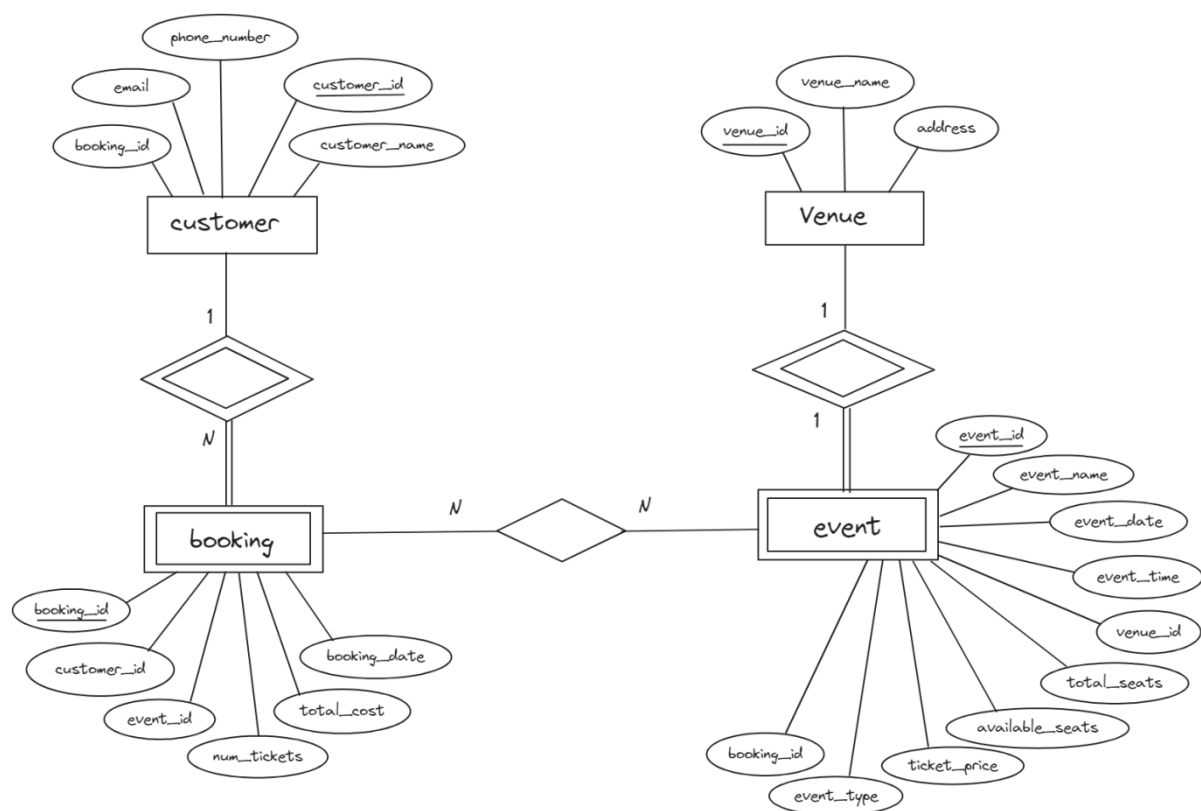 phone_number
email
customer_id
booking_id
customer_name
customer
venue_name
venue_id
address
Venue
1
N
1
1
N
N
booking
event
event_id
event_name
event_date
event_time
venue_id
total_seats
available_seats
ticket_price
event_type
booking_id
booking_id
customer_id
event_id
num_tickets
total_cost
booking_date